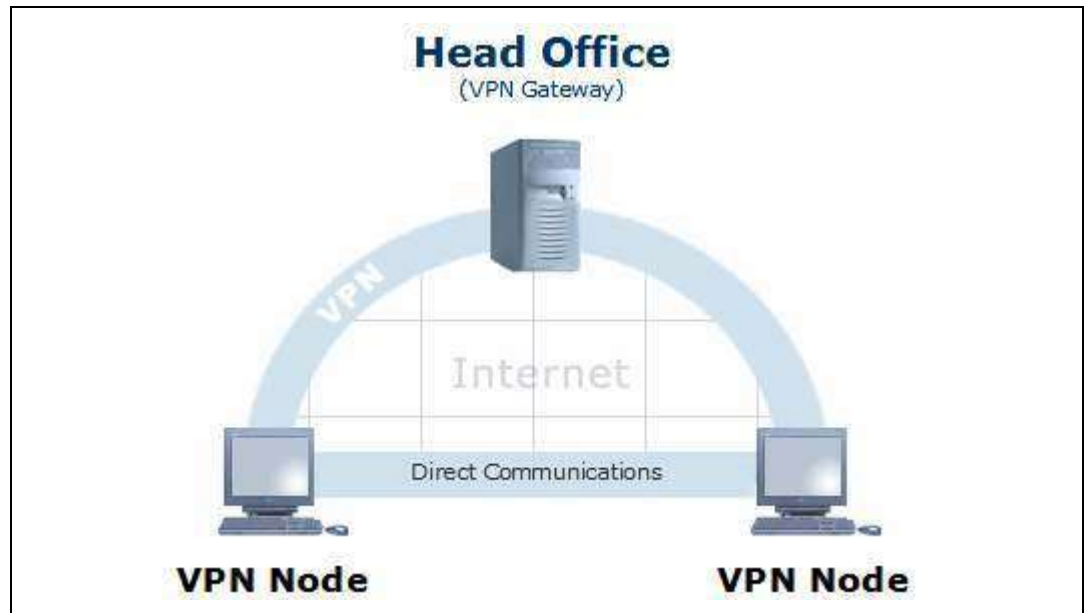 Head Office
(VPN Gateway)
VPN
Internet
Direct Communications
VPN Node
VPN Node